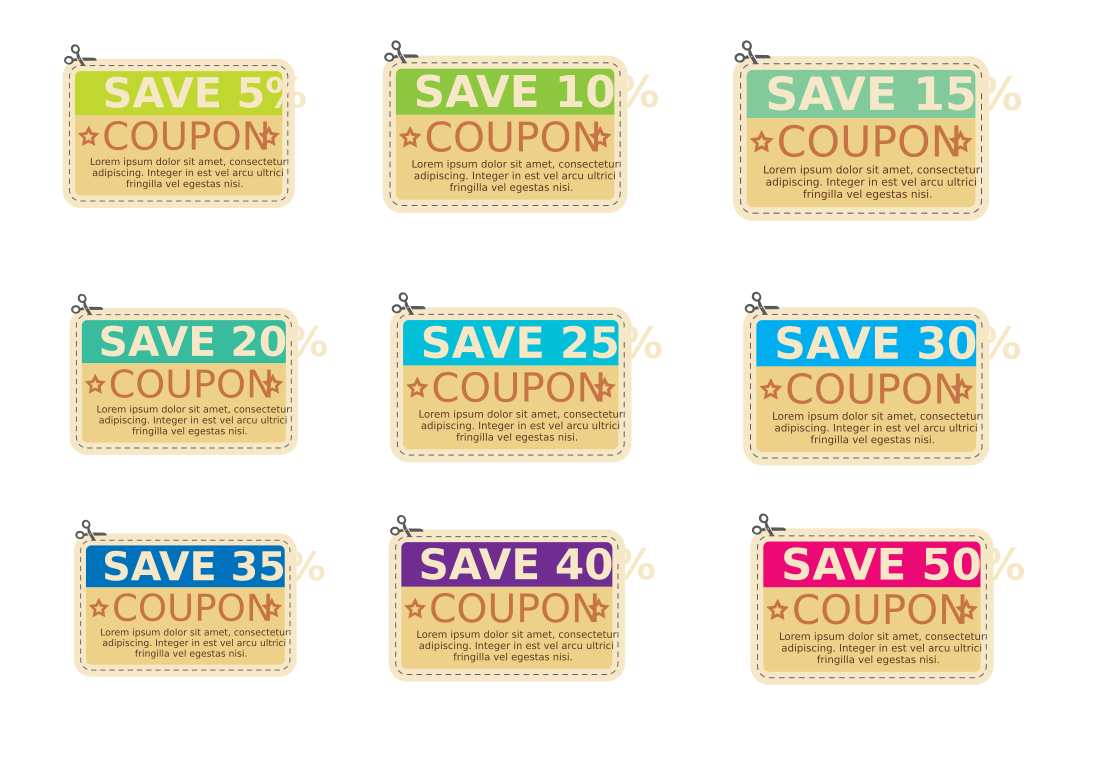 SAVE 5%
COUPON
Lorem ipsum dolor sit amet, consectetur
adipiscing. Integer in est vel arcu ultrici
fringilla vel egestas nisi.
SAVE 10%
COUPON
Lorem ipsum dolor sit amet, consectetur
adipiscing. Integer in est vel arcu ultrici
fringilla vel egestas nisi.
SAVE 15%
COUPON
Lorem ipsum dolor sit amet, consectetur
adipiscing. Integer in est vel arcu ultrici
fringilla vel egestas nisi.
SAVE 20%
COUPON
Lorem ipsum dolor sit amet, consectetur
adipiscing. Integer in est vel arcu ultrici
fringilla vel egestas nisi.
SAVE 25%
COUPON
Lorem ipsum dolor sit amet, consectetur
adipiscing. Integer in est vel arcu ultrici
fringilla vel egestas nisi.
SAVE 30%
COUPON
Lorem ipsum dolor sit amet, consectetur
adipiscing. Integer in est vel arcu ultrici
fringilla vel egestas nisi.
SAVE 35%
COUPON
Lorem ipsum dolor sit amet, consectetur
adipiscing. Integer in est vel arcu ultrici
fringilla vel egestas nisi.
SAVE 40%
COUPON
Lorem ipsum dolor sit amet, consectetur
adipiscing. Integer in est vel arcu ultrici
fringilla vel egestas nisi.
SAVE 50%
COUPON
Lorem ipsum dolor sit amet, consectetur
adipiscing. Integer in est vel arcu ultrici
fringilla vel egestas nisi.